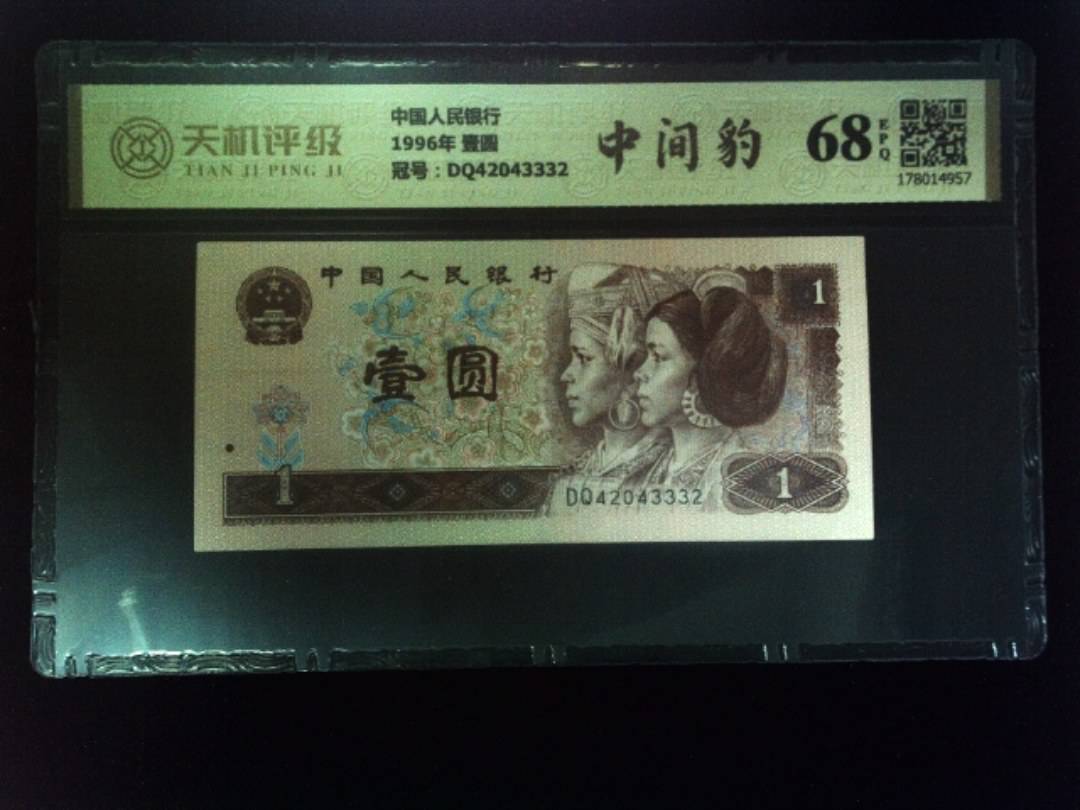 天机评级
TIAN JI PING JI
中国人民银行
1996年 壹圆
冠号：DQ42043332
中间豹
68
EPQ
178014957
中国人民银行
1
壹圆
1
DQ42043332
1